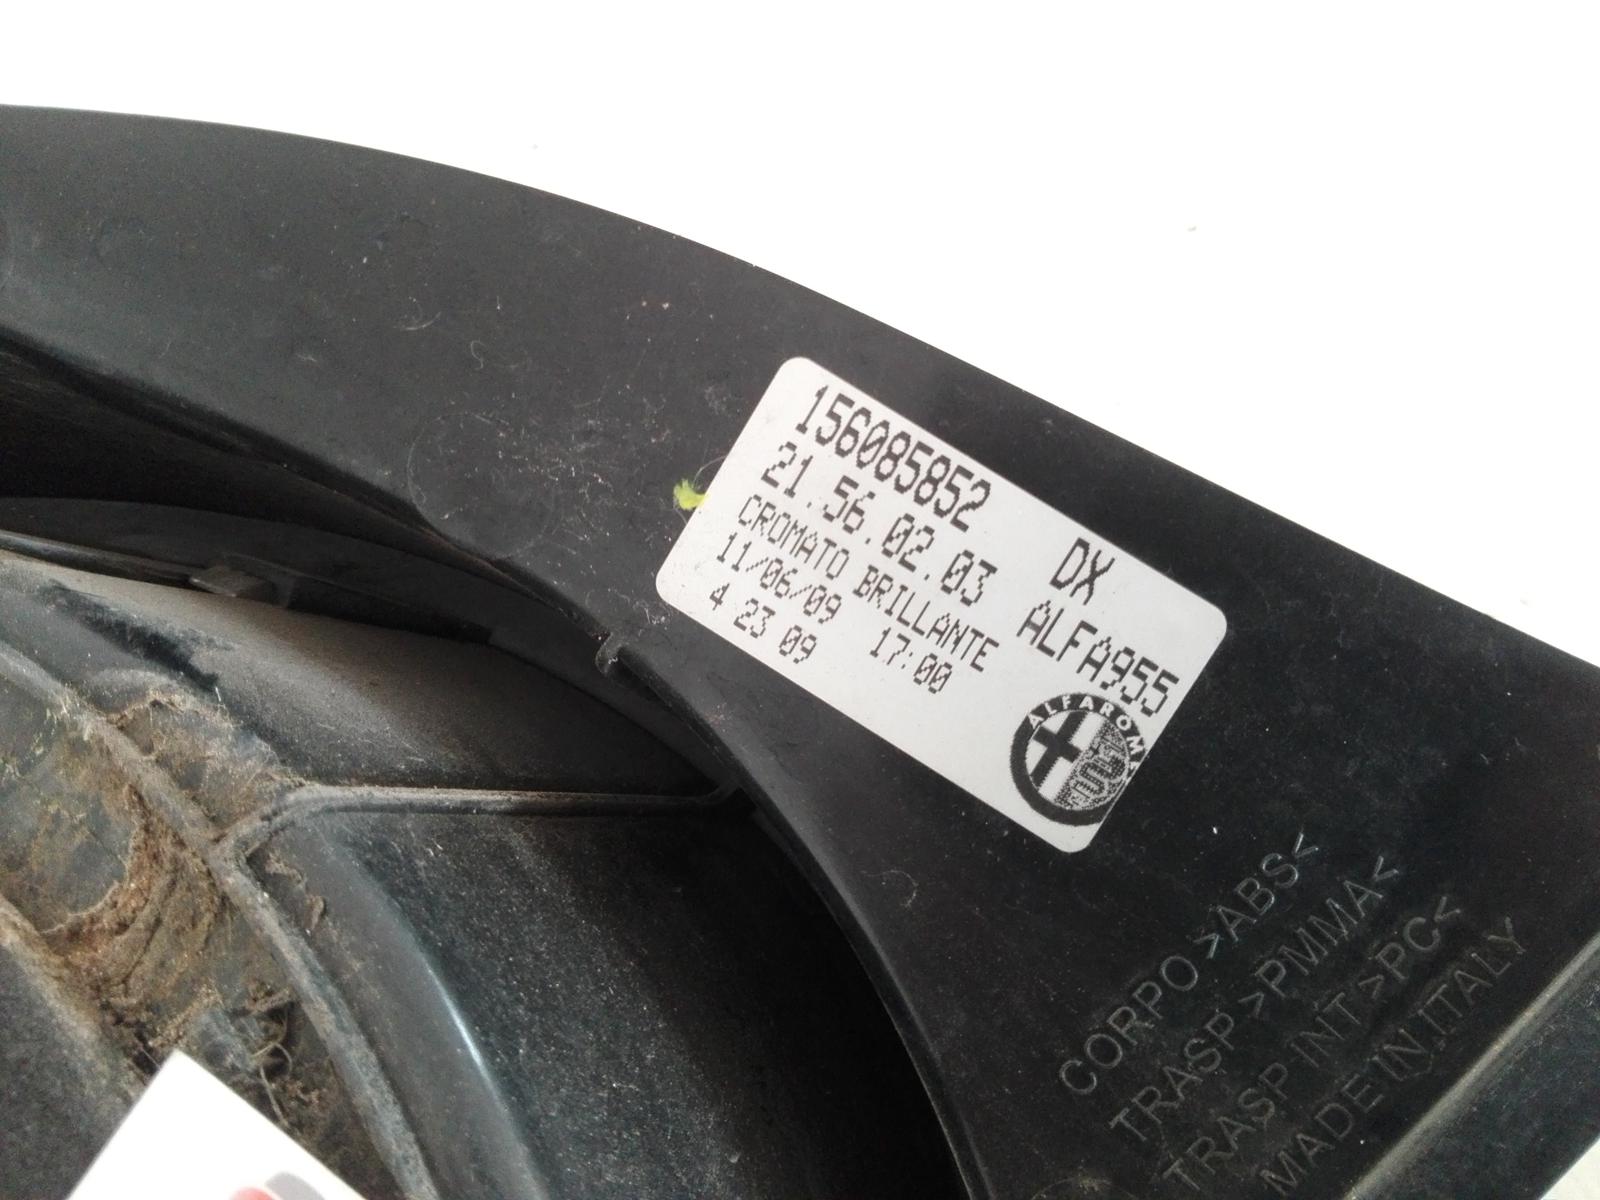 156085852 DX
21.56.02.03 ALFA955
CROMATO BRILLANTE
11/06/09 17:00
4 23 09
ALFAROM
CORPO >ABS<
TRASP >PMMA<
TRASP INT >PC<
MADE IN ITALY